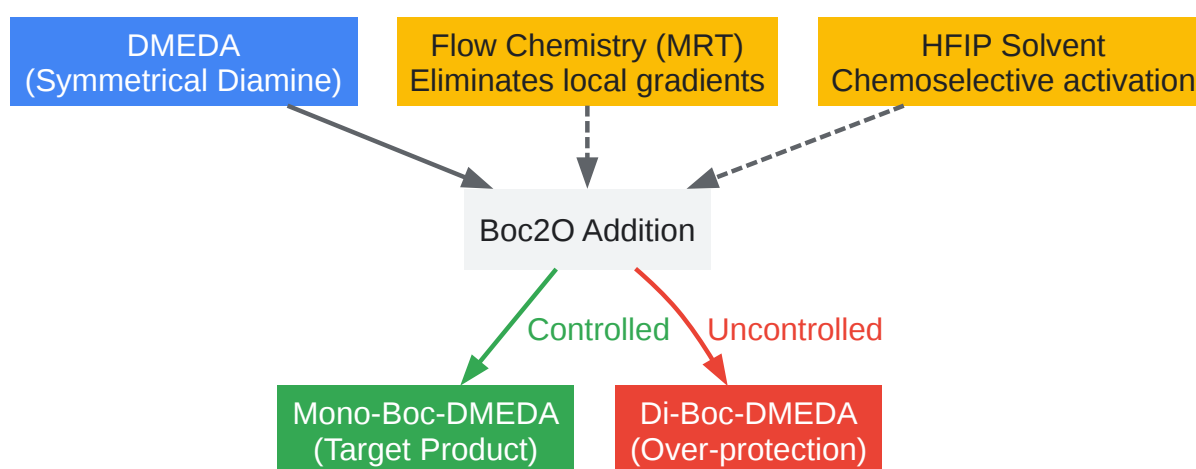 DMEDA
(Symmetrical Diamine)
Flow Chemistry (MRT)
Eliminates local gradients
HFIP Solvent
Chemoselective activation
Boc2O Addition
Controlled
Uncontrolled
Mono-Boc-DMEDA
(Target Product)
Di-Boc-DMEDA
(Over-protection)